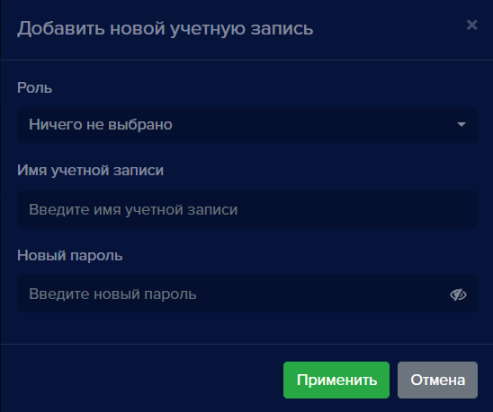 Добавить новой учетную запись
×
Роль
Ничего не выбрано
Имя учетной записи
Введите имя учетной записи
Новый пароль
Введите новый пароль
Применить Отмена